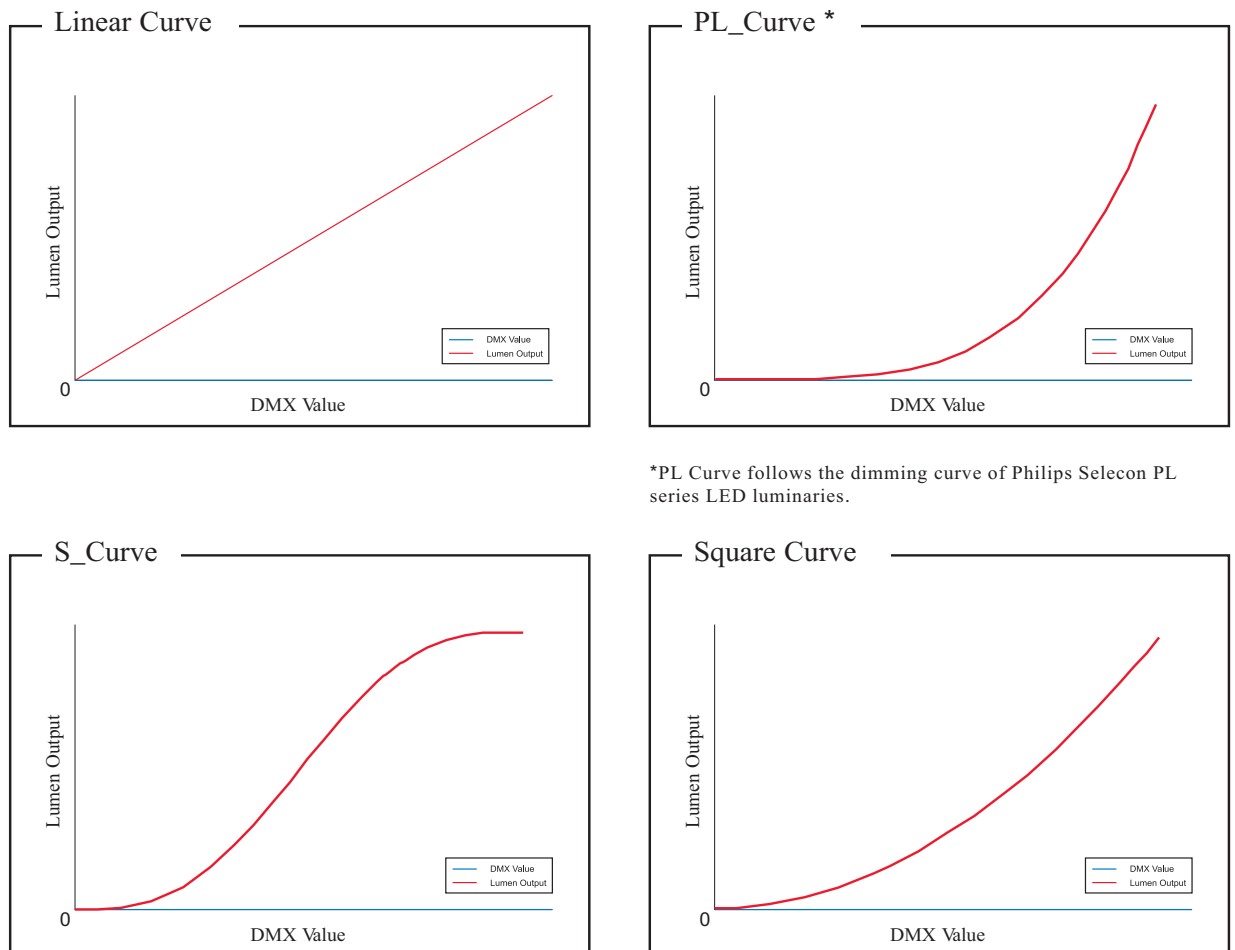 Linear Curve
Lumen Output
DMX Value
Lumen Output
0
DMX Value
PL_Curve *
Lumen Output
DMX Value
Lumen Output
0
DMX Value
*PL Curve follows the dimming curve of Philips Selecon PL
series LED luminaries.
S_Curve
Lumen Output
DMX Value
Lumen Output
0
DMX Value
Square Curve
Lumen Output
DMX Value
Lumen Output
0
DMX Value